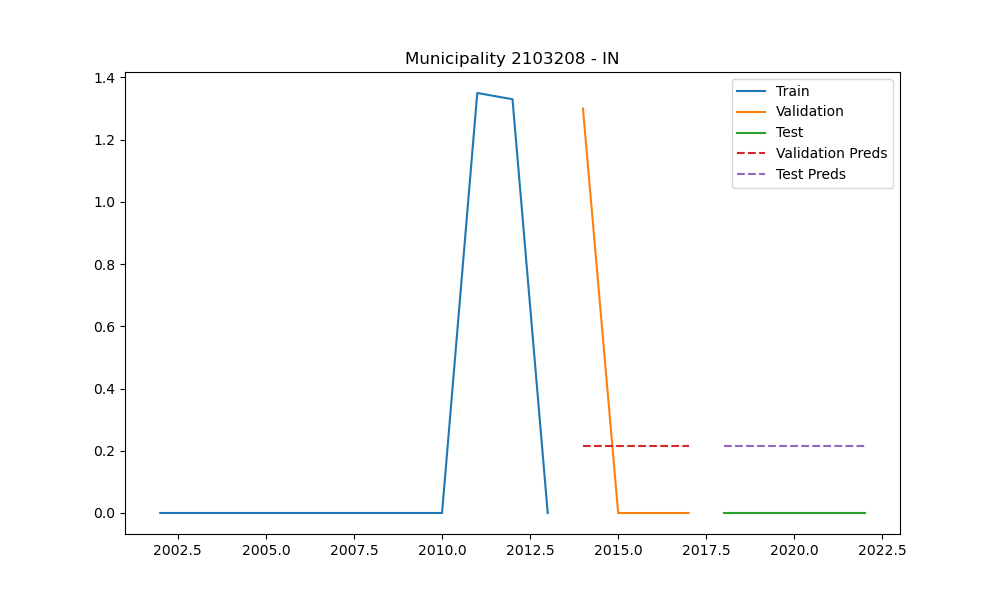 Municipality 2103208 - IN
1.4
1.2
1.0
0.8
0.6
0.4
0.2
0.0
Train
Validation
Test
Validation Preds
Test Preds
2002.5 2005.0 2007.5 2010.0 2012.5 2015.0 2017.5 2020.0 2022.5